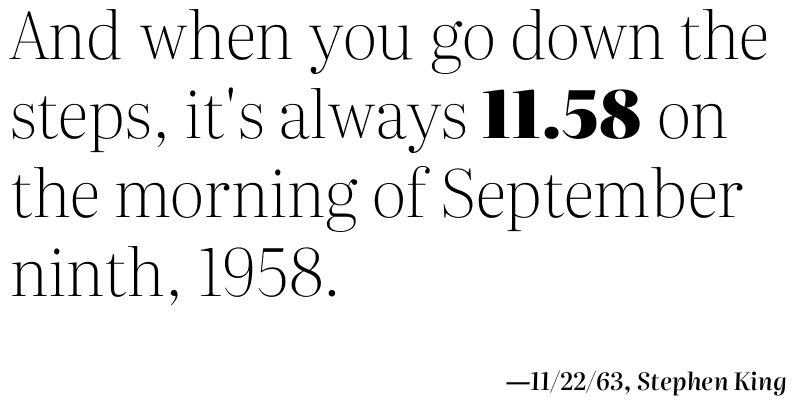 And when you go down the
steps, it's always 11.58 on
the morning of September
ninth, 1958.
—11/22/63, Stephen King